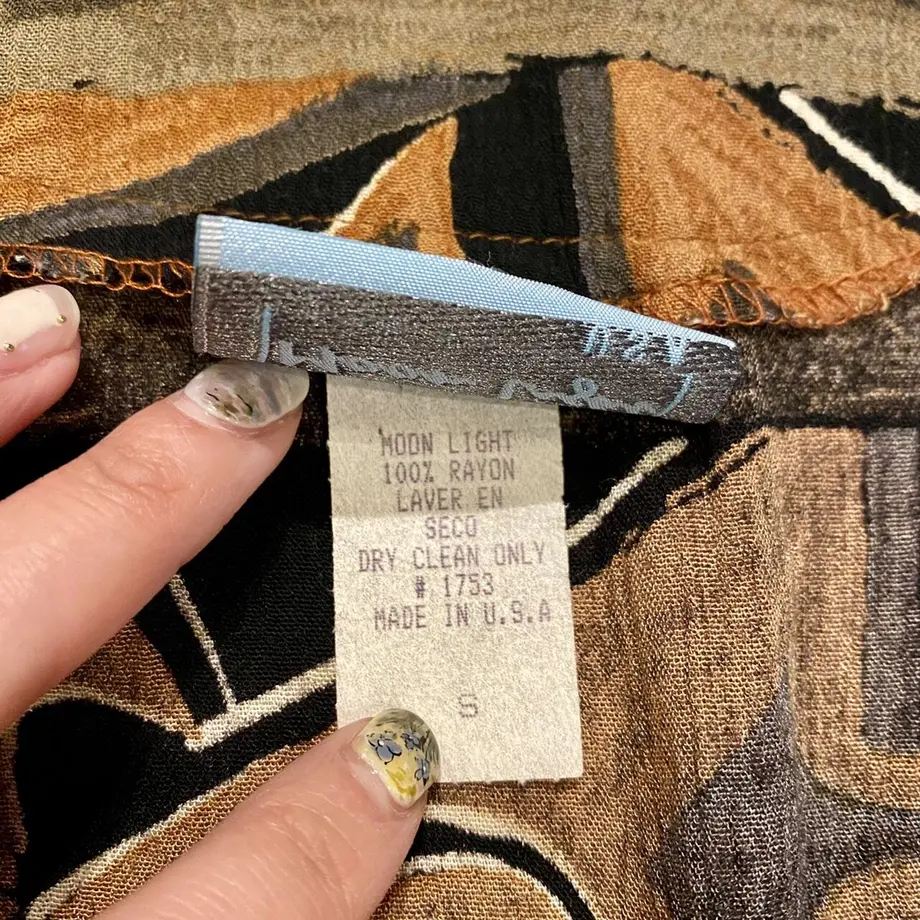 MOON LIGHT
100% RAYON
LAVER EN
SECO
DRY CLEAN ONLY
# 1753
MADE IN U.S.A
S